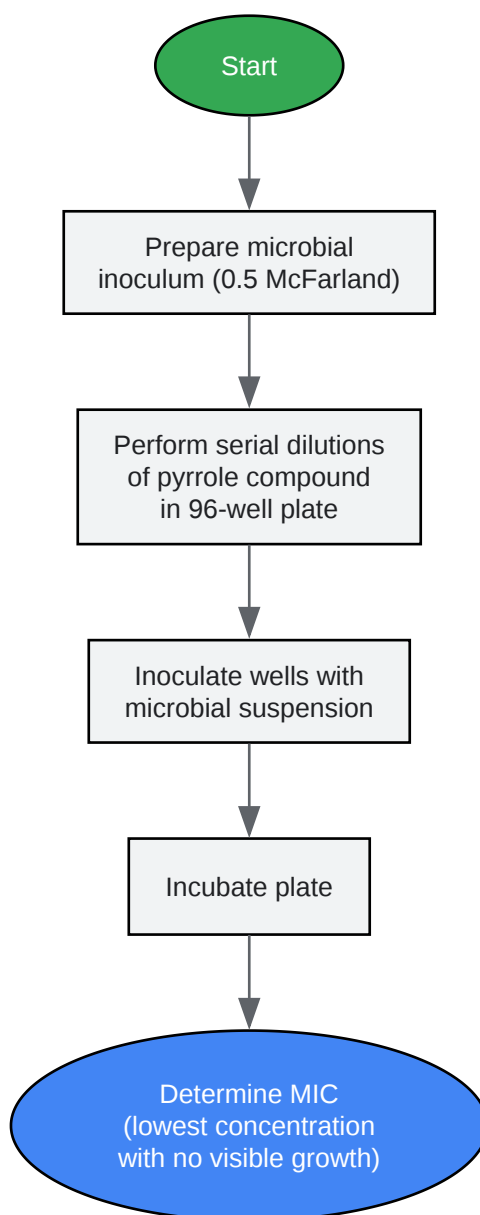 Start
Prepare microbial
inoculum (0.5 McFarland)
Perform serial dilutions
of pyrrole compound
in 96-well plate
Inoculate wells with
microbial suspension
Incubate plate
Determine MIC
(lowest concentration
with no visible growth)